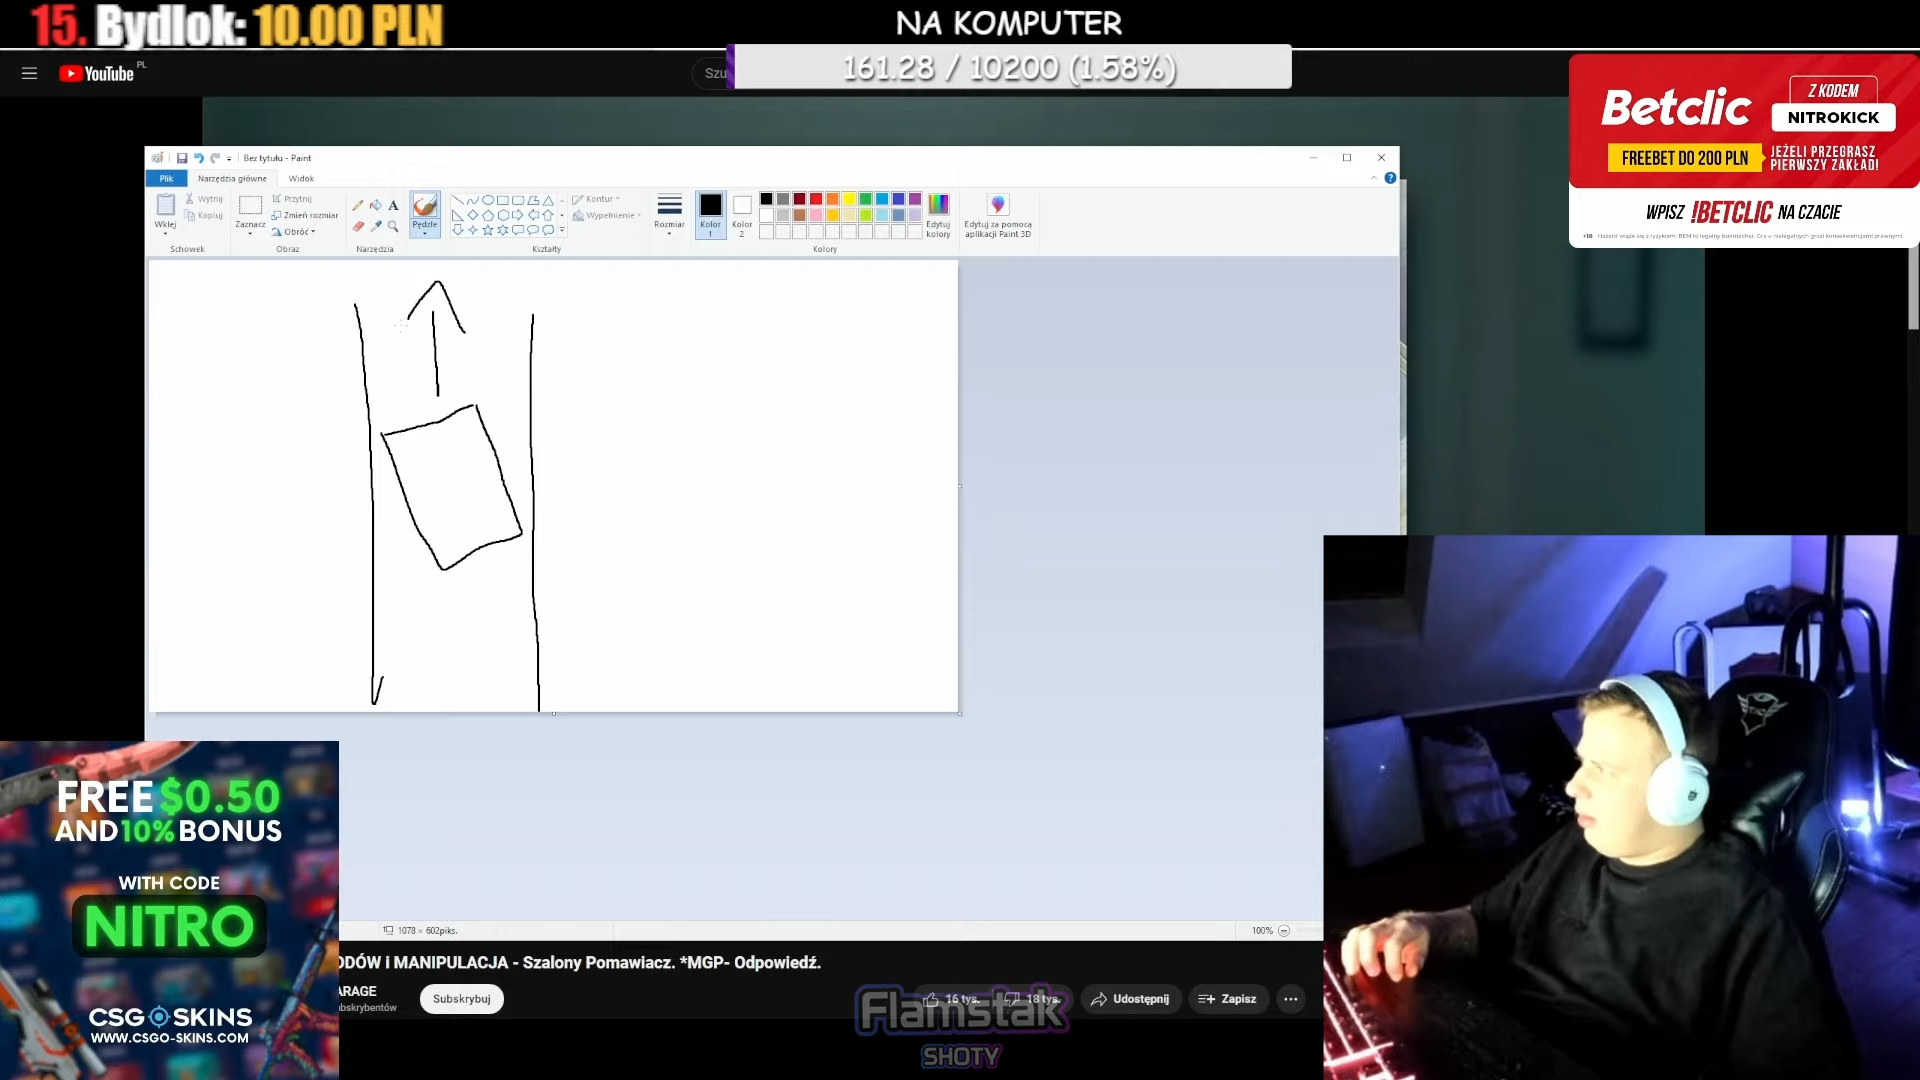 15. Bydlok: 10.00 PLN
NA KOMPUTER
161.28 / 10200 (1.58%)
YouTube PL
Szu
Betclic
Z KODEM
NITROKICK
FREEBET DO 200 PLN
JEŻELI PRZEGRASZ
PIERWSZY ZAKŁAD!
WPISZ !BETCLIC NA CZACIE
Bez tytułu - Paint
Plik
Narzędzia główne
Widok
Wklej
Wytnij
Kopiuj
Schowek
Zaznacz
Przytnij
Zmień rozmiar
Obróć
Obraz
A
Narzędzia
Pędzle
Kontur
Wypełnienie
Kształty
Rozmiar
Kolor
1
Kolor
2
Edytuj
kolory
Kolory
Edytuj za pomocą
aplikacji Paint 3D
1078 × 602piks.
100%
FREE $0.50
AND 10% BONUS
WITH CODE
NITRO
CSG SKINS
WWW.CSGO-SKINS.COM
ODÓW i MANIPULACJA - Szalony Pomawiacz. *MGP- Odpowiedź.
ARAGE
ubskrybentów
Subskrybuj
16 tys.
18 tys.
Udostępnij
Zapisz
Flamstak
SHOTY